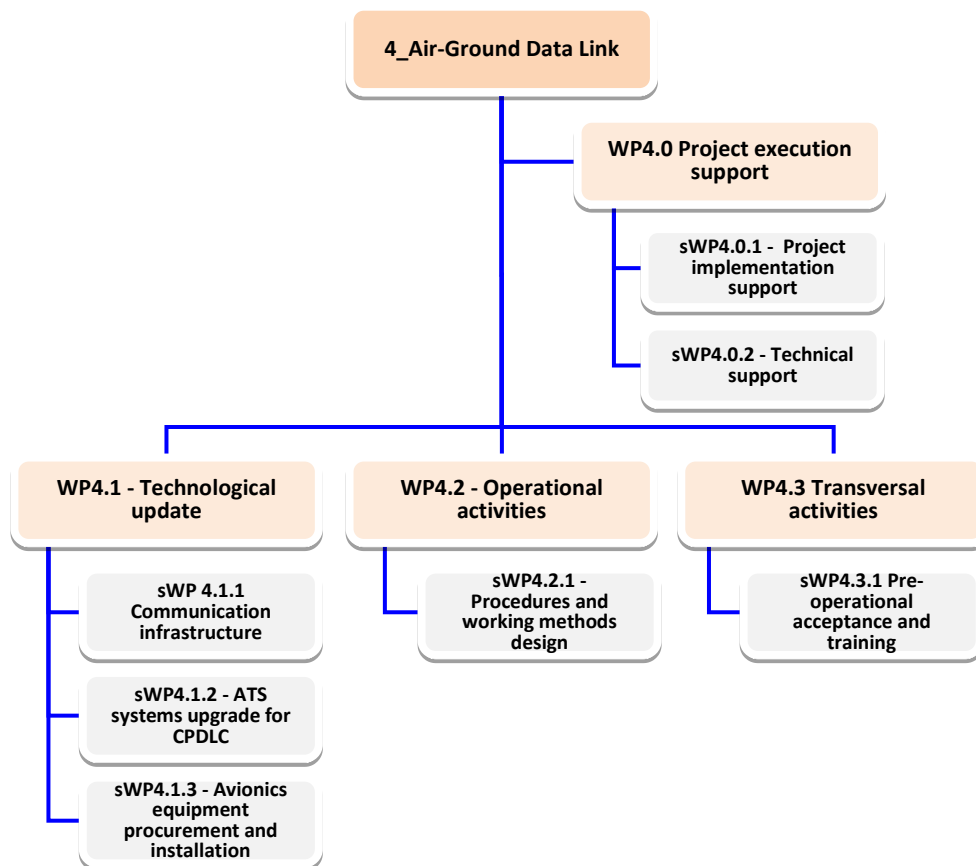 4_Air-Ground Data Link
WP4.0 Project execution
support
sWP4.0.1 - Project
implementation
support
sWP4.0.2 - Technical
support
WP4.1 - Technological
update
sWP 4.1.1
Communication
infrastructure
sWP4.1.2 - ATS
systems upgrade for
CPDLC
sWP4.1.3 - Avionics
equipment
procurement and
installation
WP4.2 - Operational
activities
sWP4.2.1 -
Procedures and
working methods
design
WP4.3 Transversal
activities
sWP4.3.1 Pre-
operational
acceptance and
training